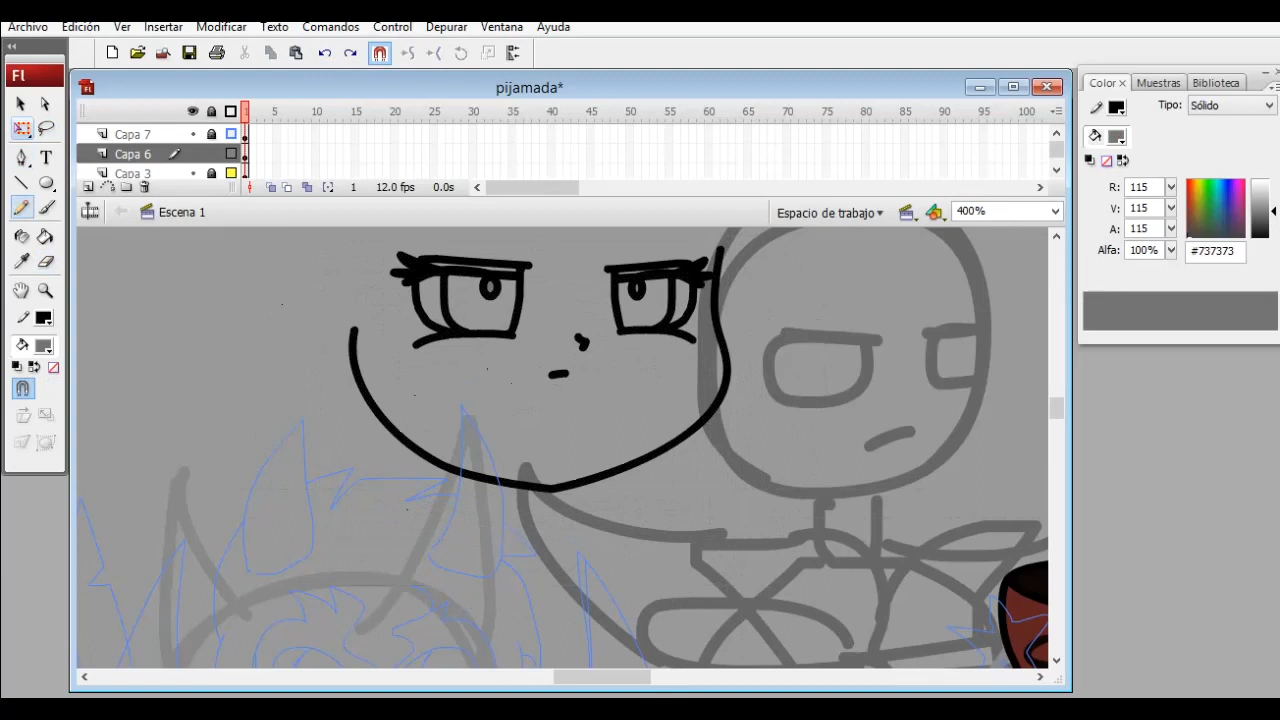 Archivo Edición Ver Insertar Modificar Texto Comandos Control Depurar Ventana Ayuda
Fl
pijamada*
Color Muestras Biblioteca
Tipo: Sólido
1 5 10 15 20 25 30 35 40 45 50 55 60 65 70 75 80 85 90 95 100
Capa 7
Capa 6
Capa 3
1 12.0 fps 0.0s
R: 115
V: 115
A: 115
Alfa: 100% #737373
Escena 1 Espacio de trabajo 400%